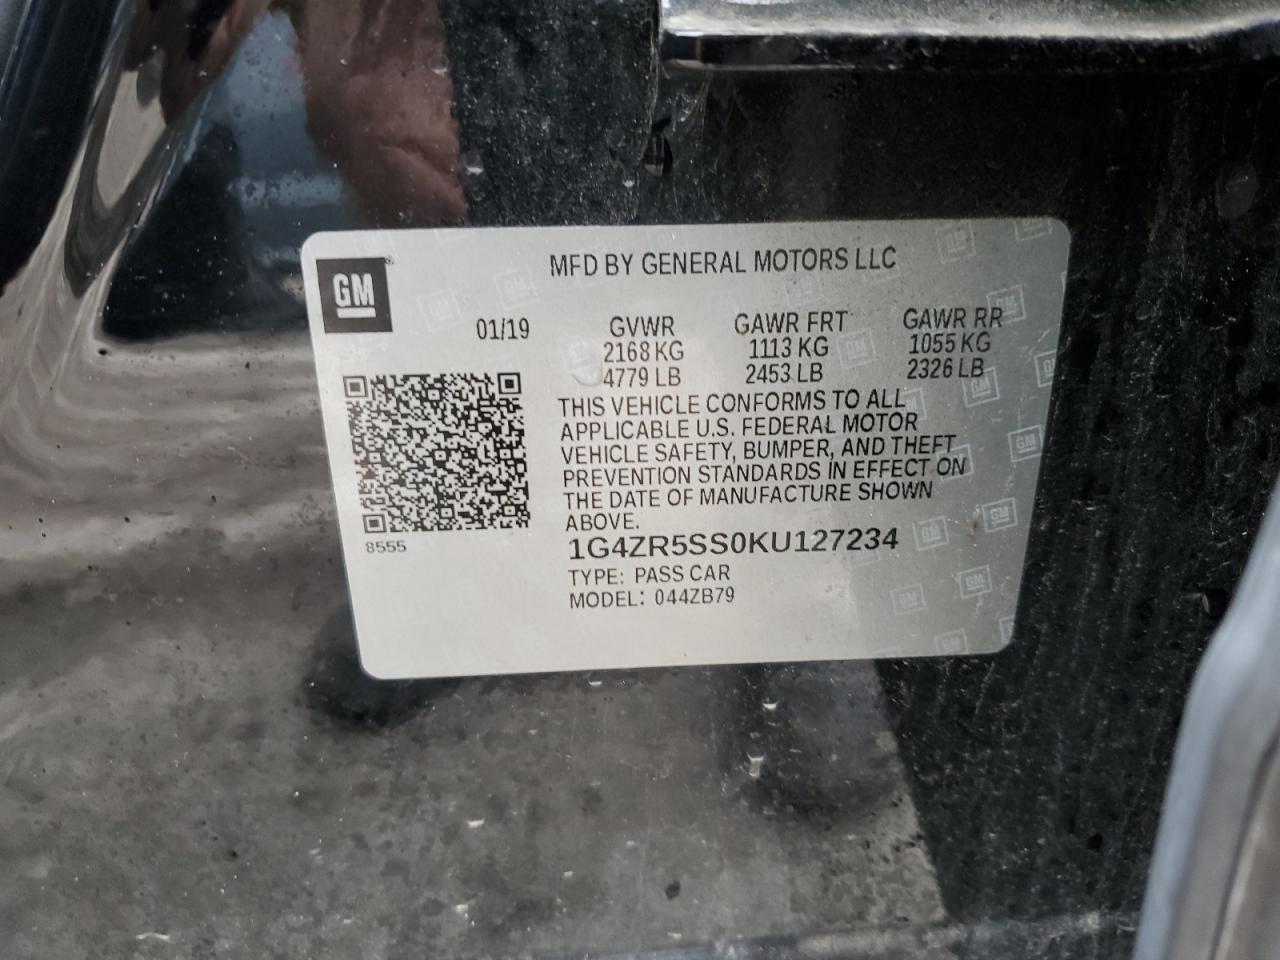 GM
MFD BY GENERAL MOTORS LLC
01/19 GVWR GAWR FRT GAWR RR
2168 KG 1113 KG 1055 KG
4779 LB 2453 LB 2326 LB
THIS VEHICLE CONFORMS TO ALL
APPLICABLE U.S. FEDERAL MOTOR
VEHICLE SAFETY, BUMPER, AND THEFT
PREVENTION STANDARDS IN EFFECT ON
THE DATE OF MANUFACTURE SHOWN
ABOVE.
8555
1G4ZR5SS0KU127234
TYPE: PASS CAR
MODEL: 044ZB79